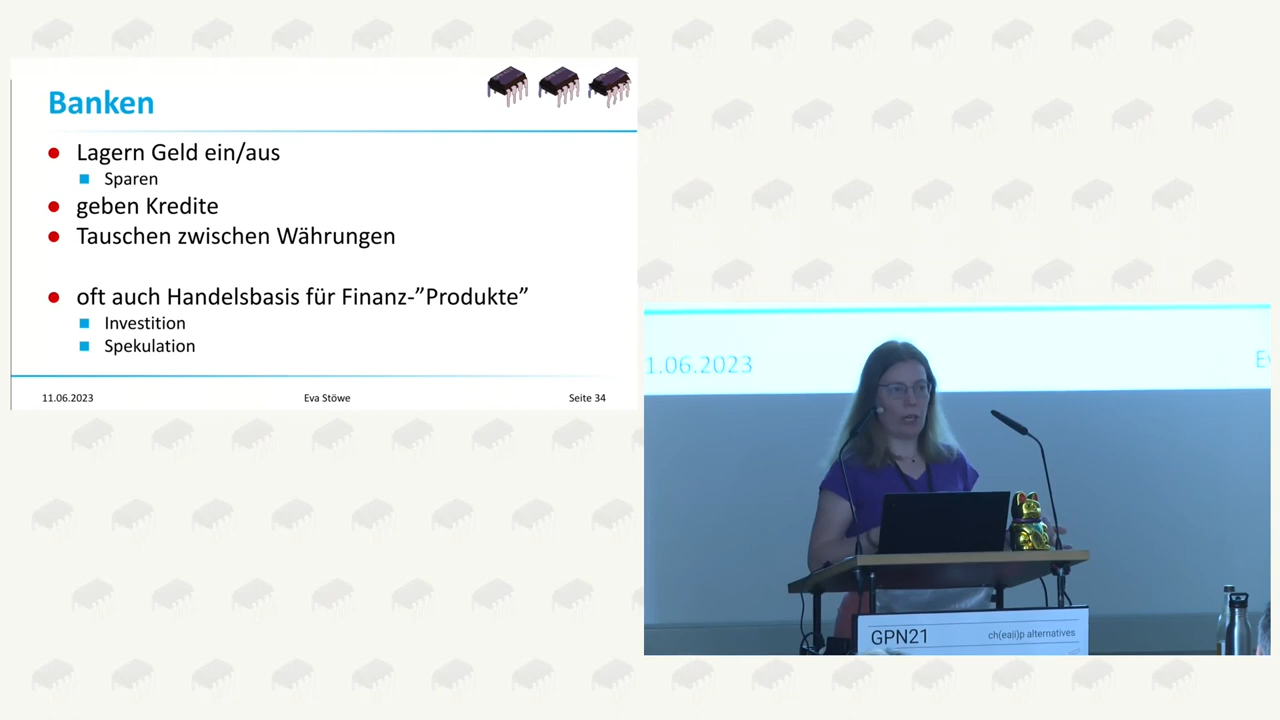 Banken
Lagern Geld ein/aus
Sparen
geben Kredite
Tauschen zwischen Währungen
oft auch Handelsbasis für Finanz-”Produkte”
Investition
Spekulation
11.06.2023
Eva Stöwe
Seite 34
1.06.2023
GPN21
ch(ea|i)p alternatives